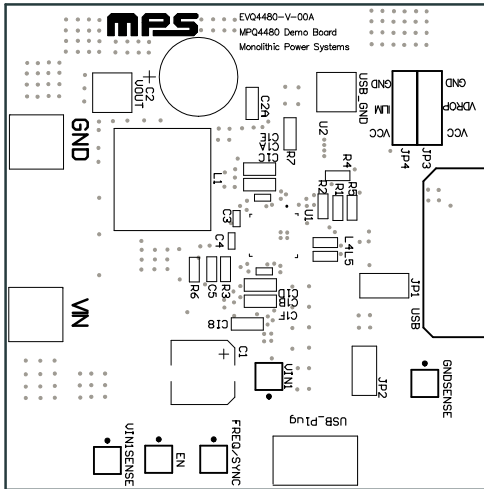 mps
EVQ4480-V-00A
MPQ4480 Demo Board
Monolithic Power Systems
VOUT
C2
C2A
USB_GND
U2
GND
ILIM
VCC
JP4
GND
VDROP
VCC
JP3
GND
L1
C1E
C1A
C1C
R7
R4
R2
R1
R5
U1
C3
C4
L4
L5
R6
C5
R3
C1D
C1B
C1F
C18
JP1
USB
VIN
C1
VIN1
JP2
GNDSENSE
USB_Plug
VIN1SENSE
EN
FREQ/SYNC